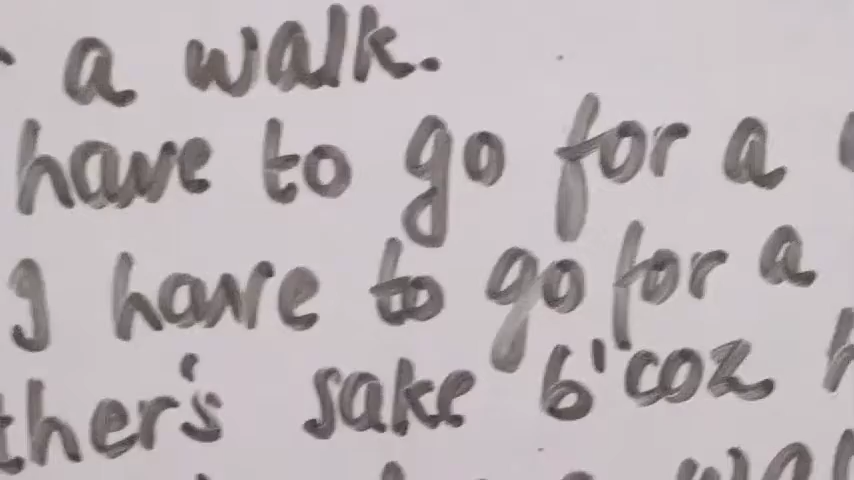 a walk.
have to go for a
I have to go for a
ther's sake b'coz